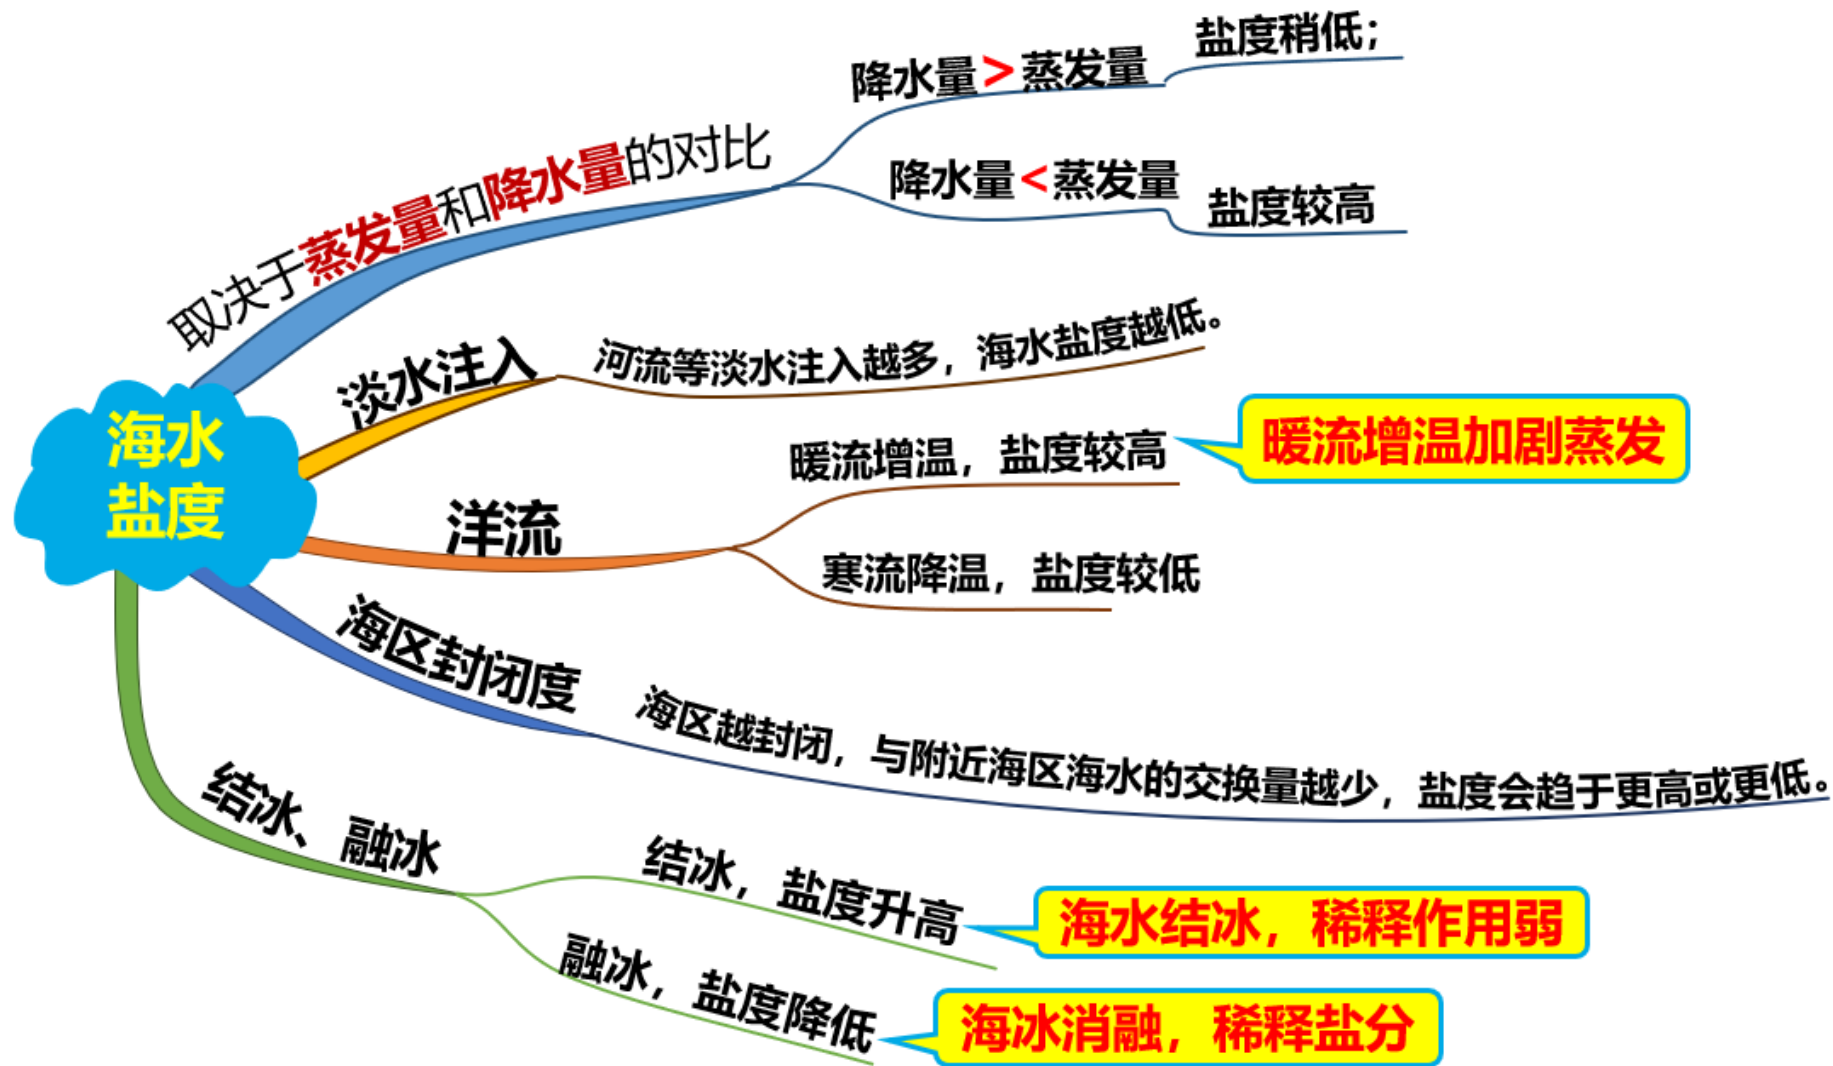 海水
盐度
取决于蒸发量和降水量的对比
降水量>蒸发量
盐度稍低；
降水量<蒸发量
盐度较高
淡水注入
河流等淡水注入越多，海水盐度越低。
洋流
暖流增温，盐度较高
暖流增温加剧蒸发
寒流降温，盐度较低
海区封闭度
海区越封闭，与附近海区海水的交换量越少，盐度会趋于更高或更低。
结冰、融冰
结冰，盐度升高
海水结冰，稀释作用弱
融冰，盐度降低
海冰消融，稀释盐分